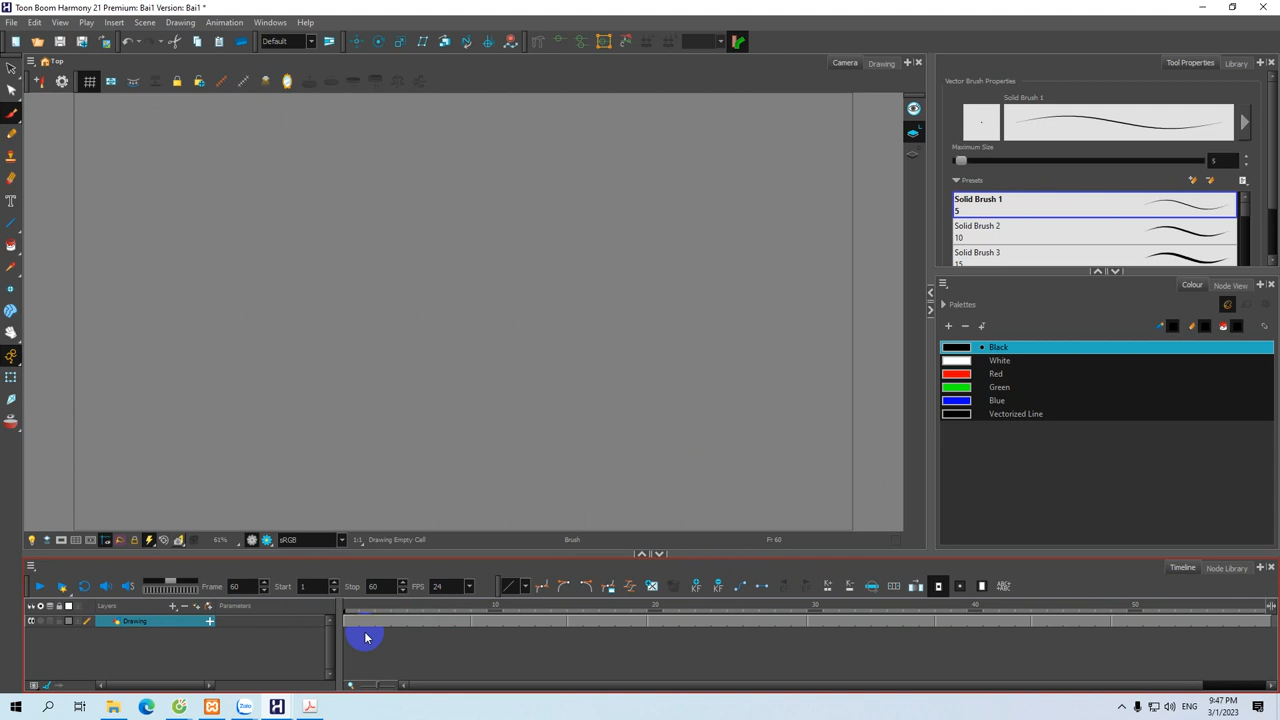 Toon Boom Harmony 21 Premium: Bai1 Version: Bai1 *
File Edit View Play Insert Scene Drawing Animation Windows Help
Default
Top
Camera Drawing
Tool Properties Library
Vector Brush Properties
Solid Brush 1
Maximum Size
5
Presets
Solid Brush 1
5
Solid Brush 2
10
Solid Brush 3
15
Colour Node View
Palettes
Black
White
Red
Green
Blue
Vectorized Line
61% sRGB 1:1 Drawing Empty Cell Brush Fr 60
Timeline Node Library
Frame 60 Start 1 Stop 60 FPS 24
Layers Parameters
10 20 30 40 50
Drawing
ENG
9:47 PM
3/1/2023